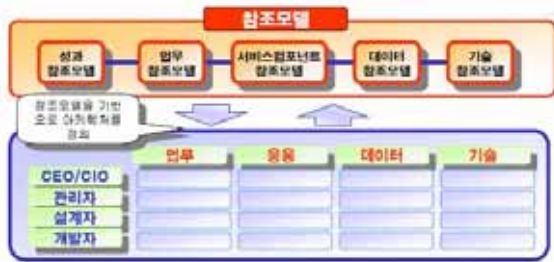 참조모델
성과 업무 서비스컴포넌트 데이터 기술
참조모델 참조모델 참조모델 참조모델 참조모델
참조모델을 기반
으로 아키텍처를
정의
업무 응용 데이터 기술
CEO/CIO
관리자
설계자
개발자